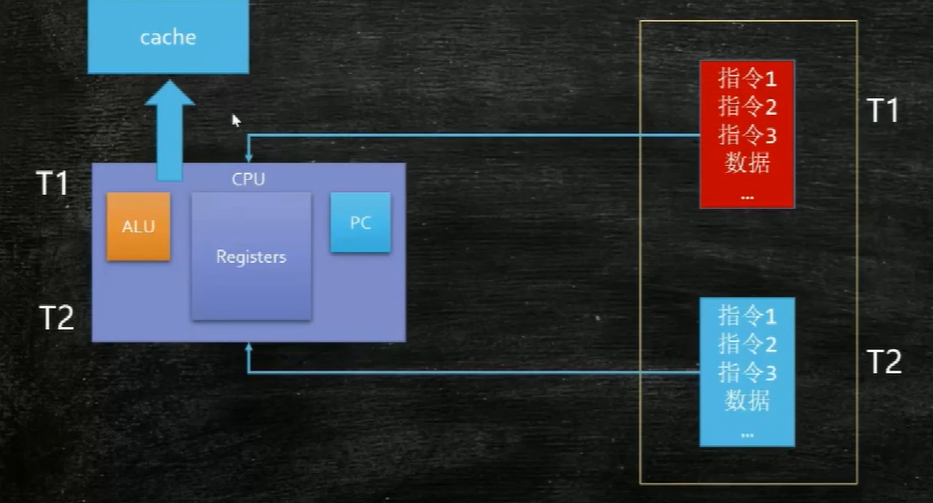 cache
T1
CPU
ALU
Registers
PC
T2
指令1
指令2
指令3
数据
...
T1
指令1
指令2
指令3
数据
...
T2